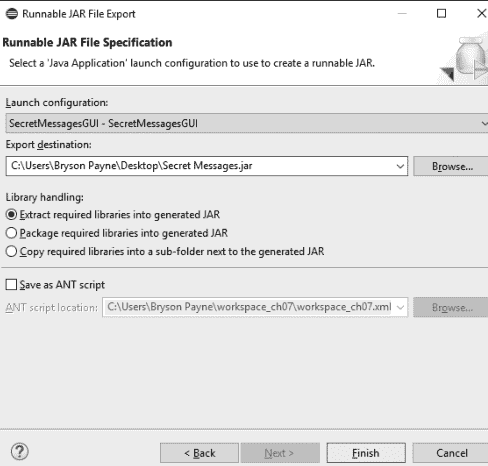 Runnable JAR File Export
Runnable JAR File Specification
Select a 'Java Application' launch configuration to use to create a runnable JAR.
Launch configuration:
SecretMessagesGUI - SecretMessagesGUI
Export destination:
C:\Users\Bryson Payne\Desktop\Secret Messages.jar
Browse...
Library handling:
Extract required libraries into generated JAR
Package required libraries into generated JAR
Copy required libraries into a sub-folder next to the generated JAR
Save as ANT script
ANT script location:
C:\Users\Bryson Payne\workspace_ch07\workspace_ch07.xml
Browse...
? < Back Next > Finish Cancel